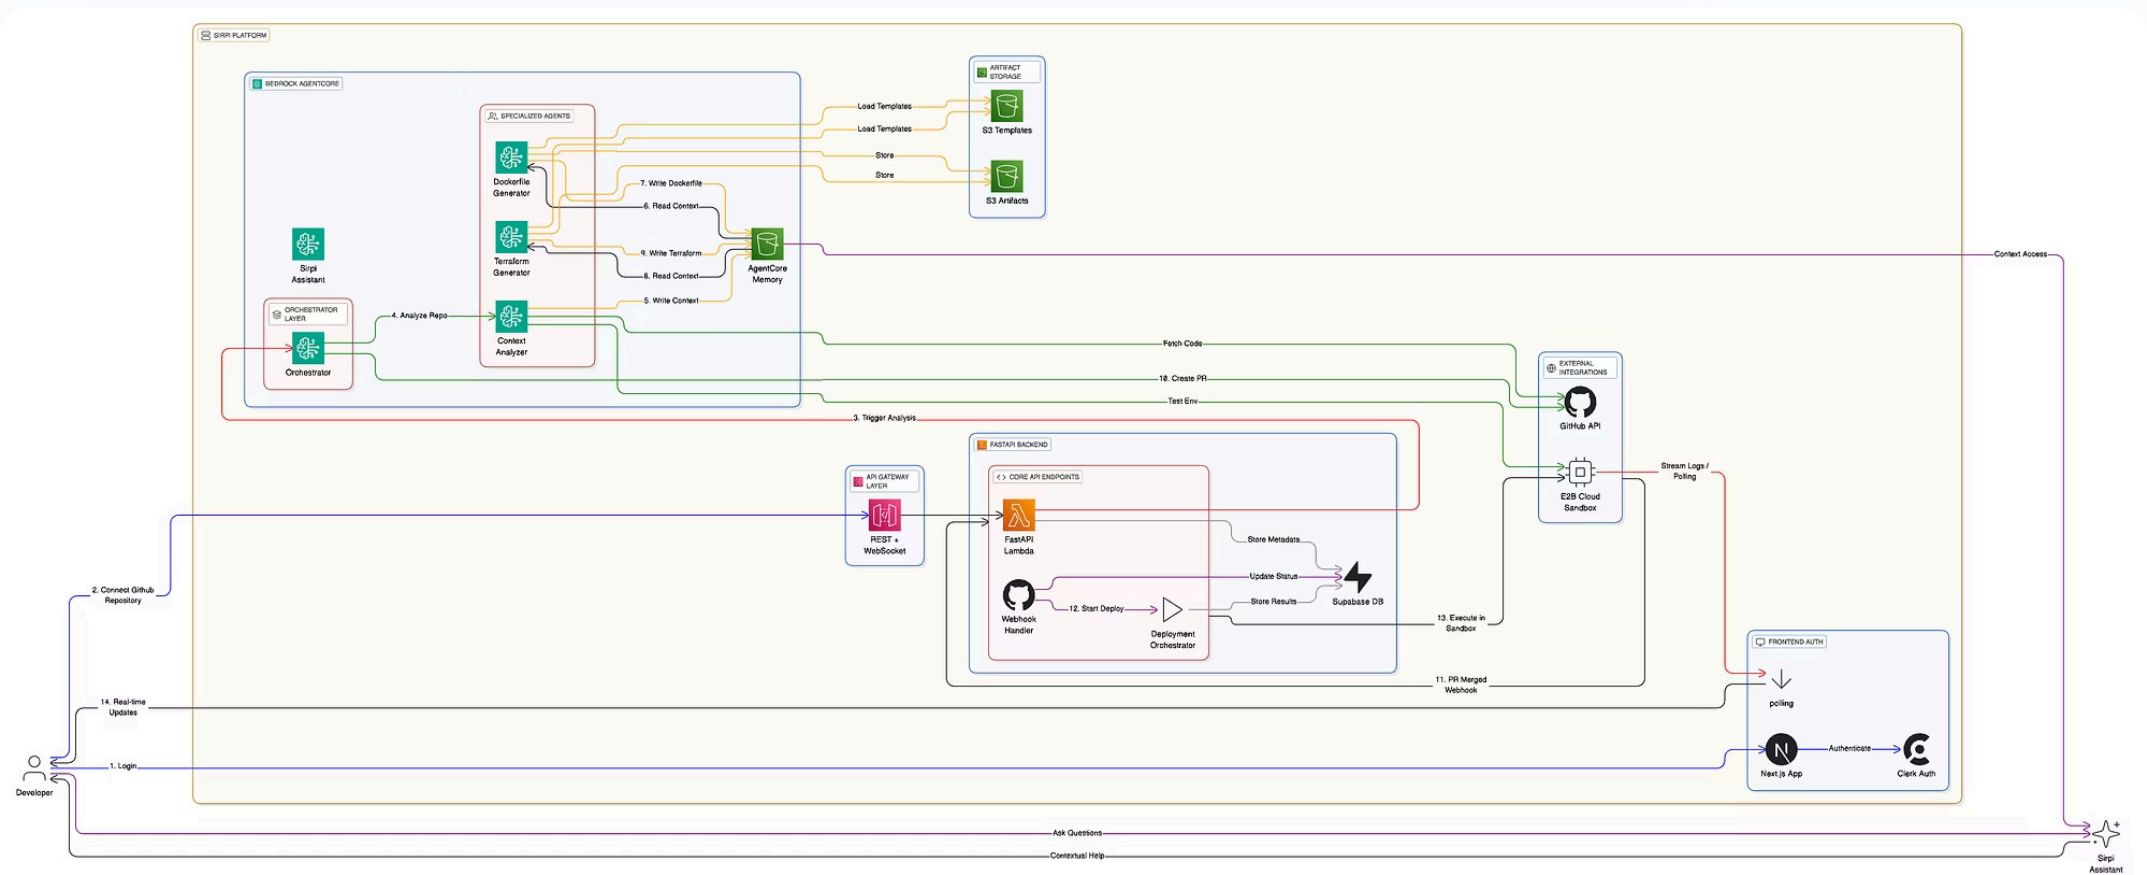 SIRPI PLATFORM
BEDROCK AGENTCORE
SPECIALIZED AGENTS
Dockerfile
Generator
Terraform
Generator
Context
Analyzer
Sirpi
Assistant
ORCHESTRATOR
LAYER
Orchestrator
4. Analyze Repo
7. Write Dockerfile
6. Read Context
9. Write Terraform
8. Read Context
5. Write Context
AgentCore
Memory
Load Templates
Load Templates
Store
Store
ARTIFACT
STORAGE
S3 Templates
S3 Artifacts
Context Access
Fetch Code
10. Create PR
Test Env
3. Trigger Analysis
EXTERNAL
INTEGRATIONS
GitHub API
E2B Cloud
Sandbox
Stream Logs /
Polling
API GATEWAY
LAYER
REST +
WebSocket
FASTAPI BACKEND
CORE API ENDPOINTS
FastAPI
Lambda
Webhook
Handler
12. Start Deploy
Deployment
Orchestrator
Store Metadata
Update Status
Store Results
Supabase DB
13. Execute in
Sandbox
11. PR Merged
Webhook
2. Connect Github
Repository
14. Real-time
Updates
1. Login
Developer
FRONTEND AUTH
polling
Next.js App
Authenticate
Clerk Auth
Ask Questions
Contextual Help
Sirpi
Assistant